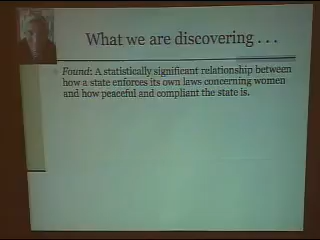 What we are discovering . . .
Found: A statistically significant relationship between
how a state enforces its own laws concerning women
and how peaceful and compliant the state is.